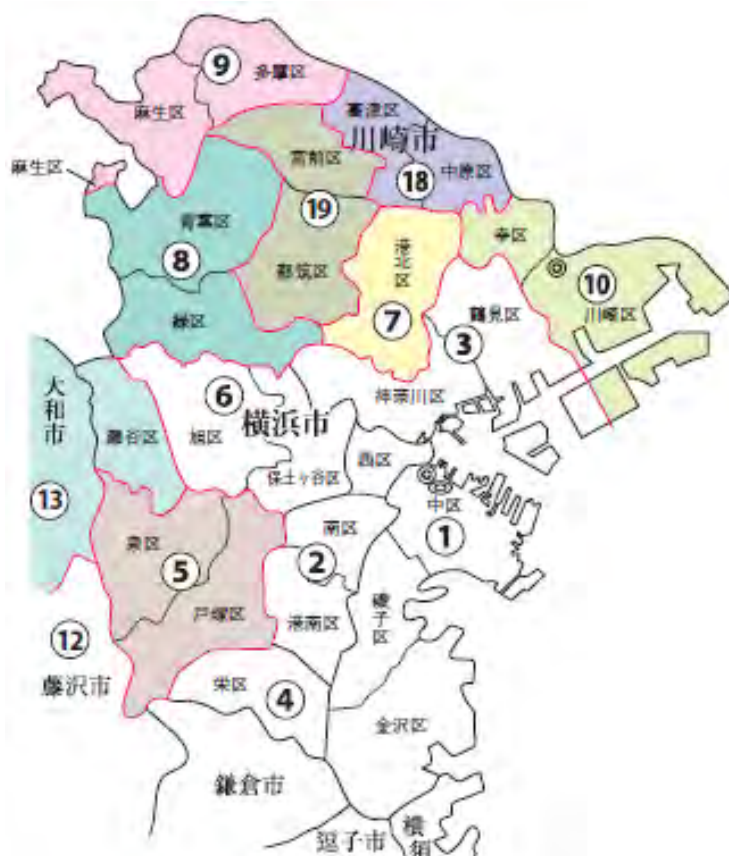 ⑨
多摩区
麻生区
高津区
川崎市
麻生区
宮前区
⑱
中原区
青葉区
⑲
幸区
⑧
都筑区
港北区
⑩
川崎区
緑区
⑦
鶴見区
③
大和市
⑥
神奈川区
瀬谷区
旭区
横浜市
西区
保土ヶ谷区
⑬
中区
南区
①
泉区
⑤
②
磯子区
戸塚区
港南区
⑫
藤沢市
栄区
④
金沢区
鎌倉市
逗子市
横須